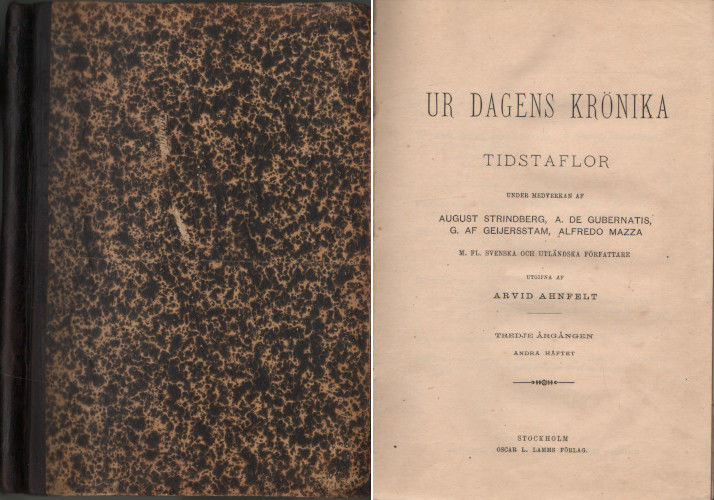 UR DAGENS KRÖNIKA
TIDSTAFLOR
UNDER MEDVERKAN AF
AUGUST STRINDBERG, A. DE GUBERNATIS,
G. AF GEIJERSSTAM, ALFREDO MAZZA
M. FL. SVENSKA OCH UTLÄNDSKA FÖRFATTARE
UTGIFNA AF
ARVID AHNFELT
TREDJE ÅRGÅNGEN
ANDRA HÄFTET
STOCKHOLM
OSCAR L. LAMMS FÖRLAG.